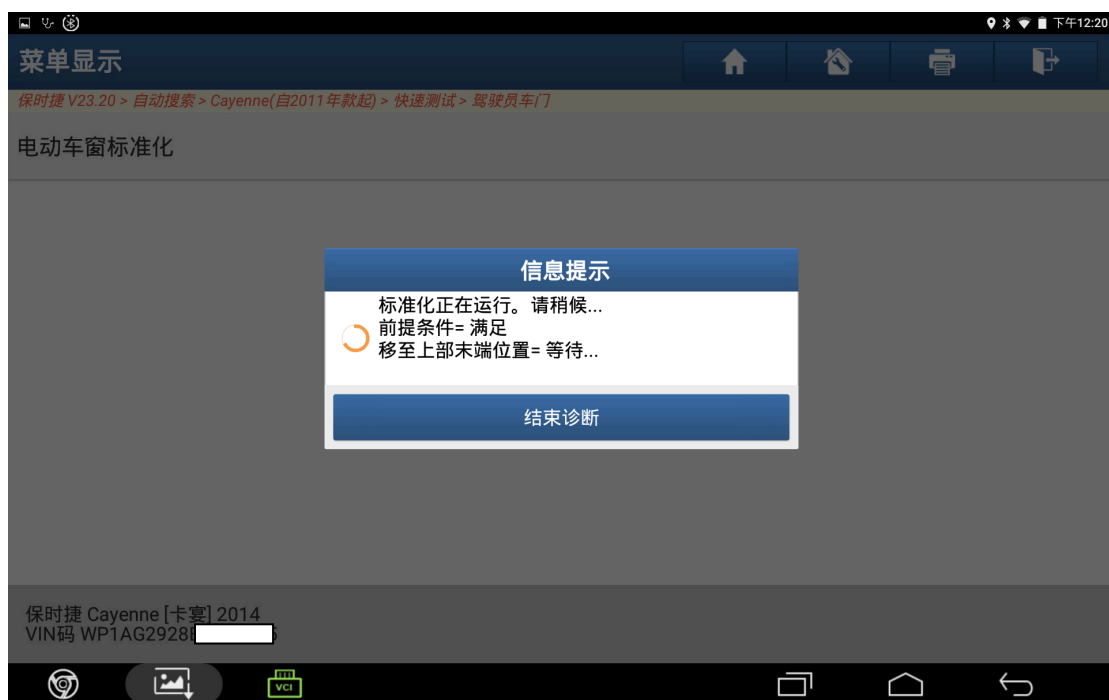 下午12:20
菜单显示
保时捷 V23.20 > 自动搜索 > Cayenne(自2011年款起) > 快速测试 > 驾驶员车门
电动车窗标准化
信息提示
标准化正在运行。请稍候...
前提条件= 满足
移至上部末端位置= 等待...
结束诊断
保时捷 Cayenne [卡宴] 2014
VIN码 WP1AG2928
VCI